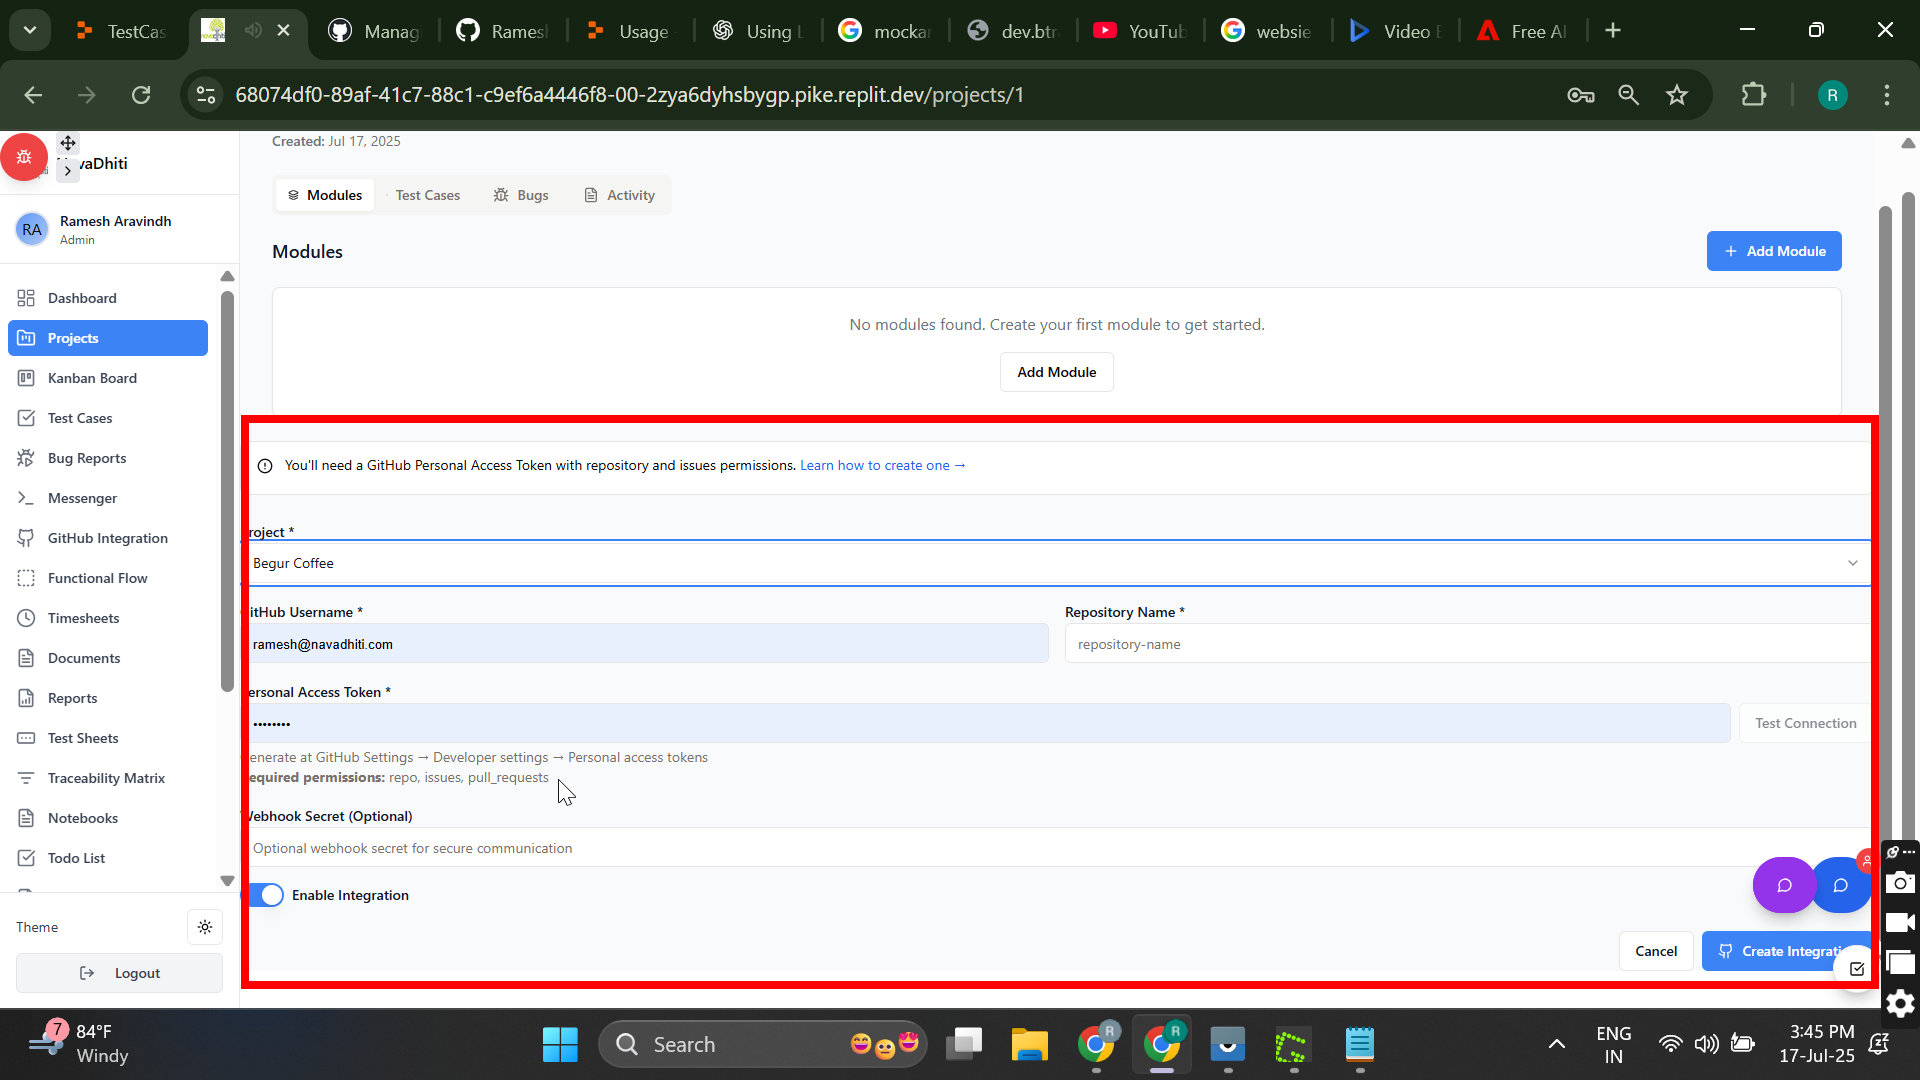 TestCas
Manag
Ramesh
Usage
Using L
mockar
dev.btr
YouTub
websie
Video E
Free AI
68074df0-89af-41c7-88c1-c9ef6a4446f8-00-2zya6dyhsbygp.pike.replit.dev/projects/1
R
vaDhiti
Created: Jul 17, 2025
RA
Ramesh Aravindh
Admin
Modules
Test Cases
Bugs
Activity
Modules
Add Module
No modules found. Create your first module to get started.
Add Module
Dashboard
Projects
Kanban Board
Test Cases
Bug Reports
Messenger
GitHub Integration
Functional Flow
Timesheets
Documents
Reports
Test Sheets
Traceability Matrix
Notebooks
Todo List
Theme
Logout
You'll need a GitHub Personal Access Token with repository and issues permissions. Learn how to create one →
roject *
Begur Coffee
itHub Username *
Repository Name *
ramesh@navadhiti.com
repository-name
ersonal Access Token *
••••••••
Test Connection
enerate at GitHub Settings → Developer settings → Personal access tokens
equired permissions: repo, issues, pull_requests
Webhook Secret (Optional)
Optional webhook secret for secure communication
Enable Integration
Cancel
Create Integrati
7
84°F
Windy
Search
R
R
ENG
IN
3:45 PM
17-Jul-25